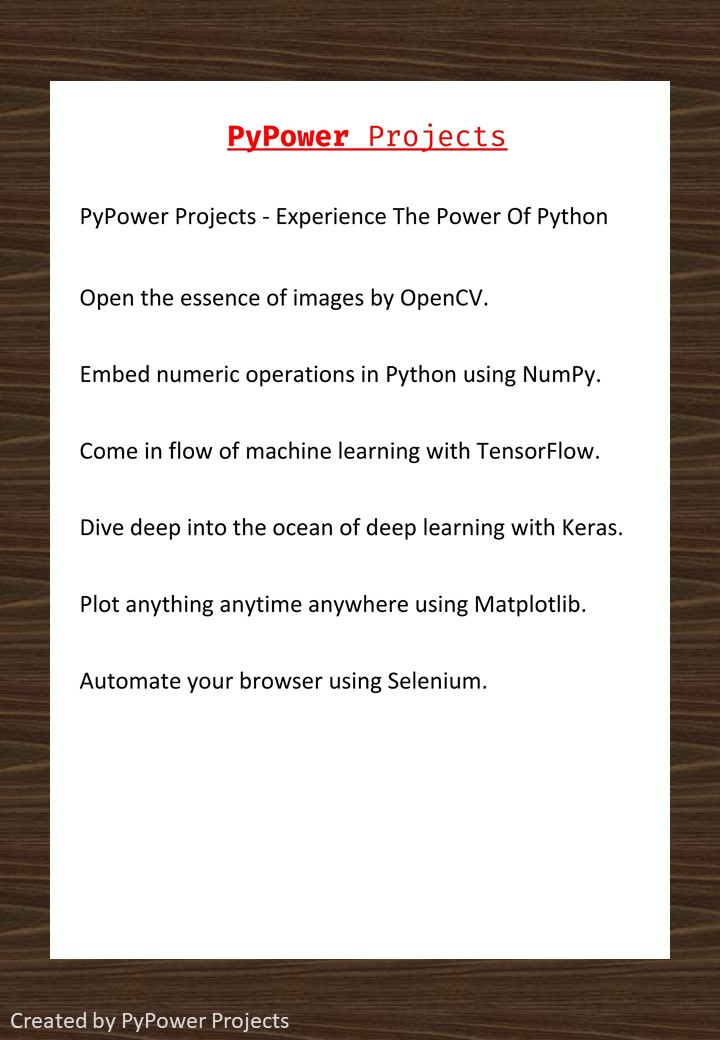 PyPower Projects
PyPower Projects - Experience The Power Of Python
Open the essence of images by OpenCV.
Embed numeric operations in Python using NumPy.
Come in flow of machine learning with TensorFlow.
Dive deep into the ocean of deep learning with Keras.
Plot anything anytime anywhere using Matplotlib.
Automate your browser using Selenium.
Created by PyPower Projects